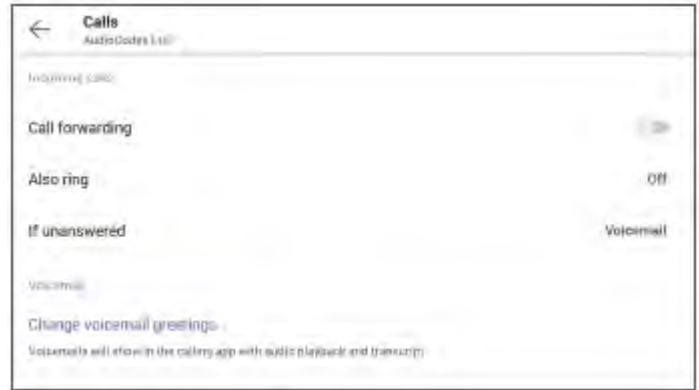 Calls
AudioCodes Ltd
Incoming calls
Call forwarding
Also ring
Off
If unanswered
Voicemail
Voicemail
Change voicemail greetings
Voicemails will show in the calling app with audio playback and transcript